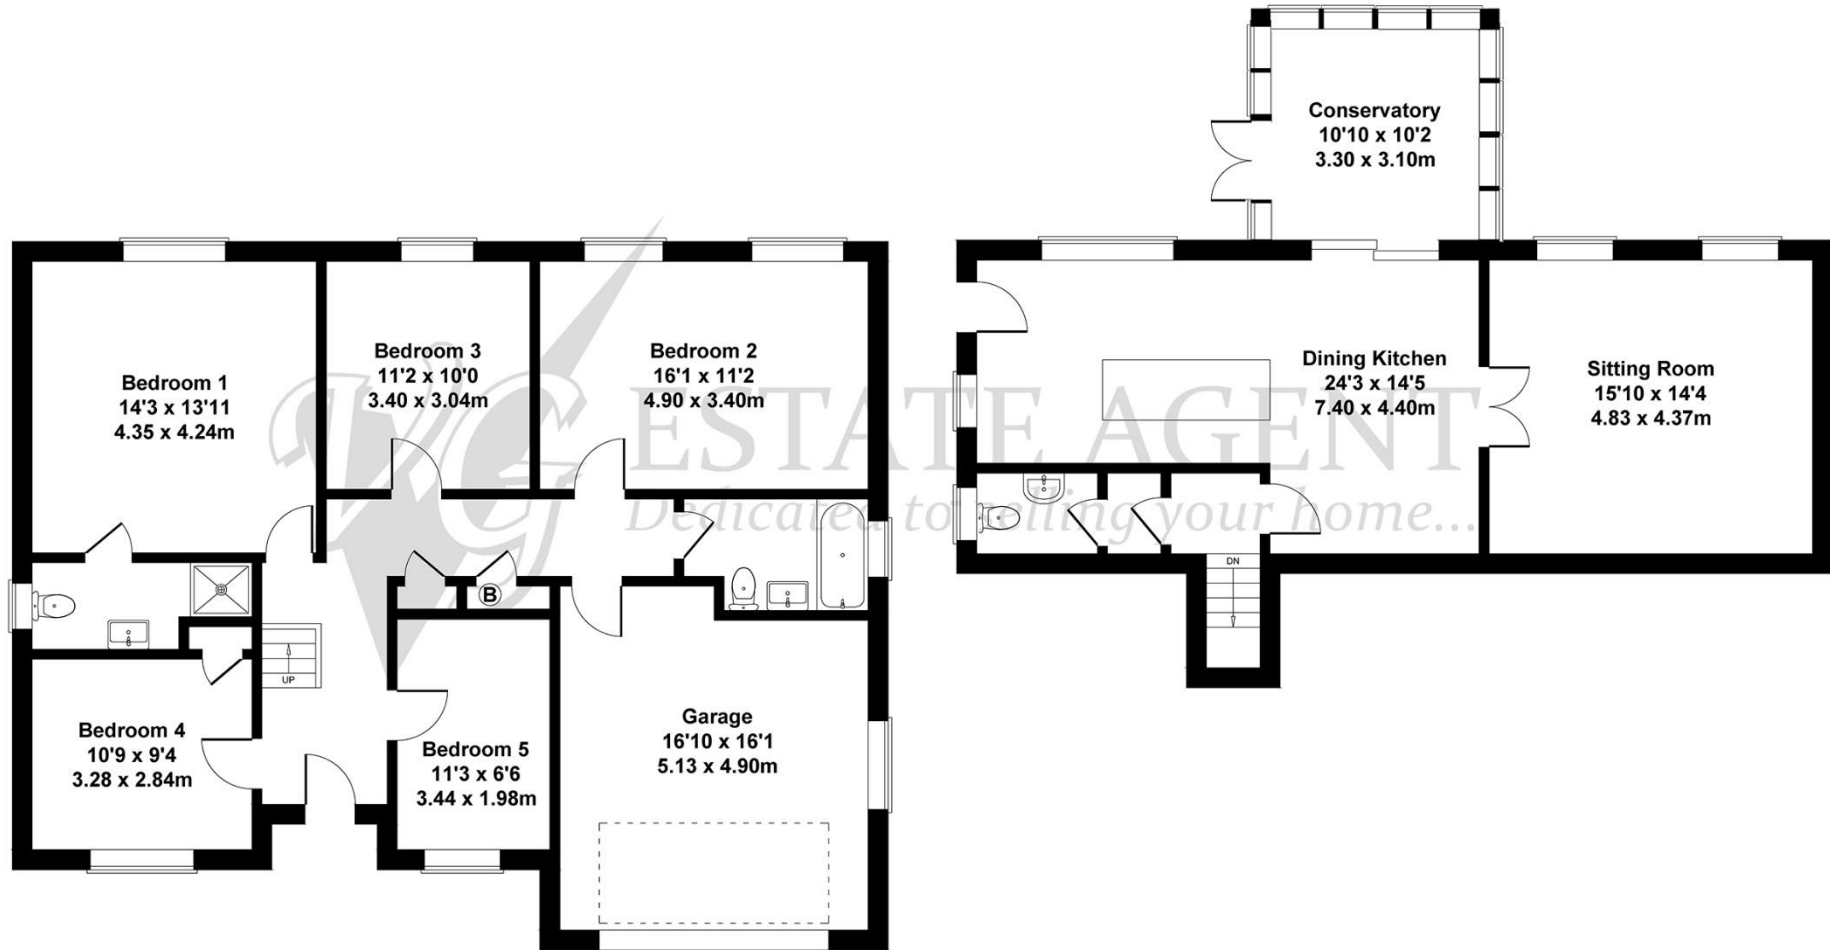 Conservatory
10'10 x 10'2
3.30 x 3.10m
Bedroom 1
14'3 x 13'11
4.35 x 4.24m
Bedroom 3
11'2 x 10'0
3.40 x 3.04m
Bedroom 2
16'1 x 11'2
4.90 x 3.40m
Dining Kitchen
24'3 x 14'5
7.40 x 4.40m
Sitting Room
15'10 x 14'4
4.83 x 4.37m
VG ESTATE AGENT
Dedicated to selling your home...
DN
B
UP
Bedroom 4
10'9 x 9'4
3.28 x 2.84m
Bedroom 5
11'3 x 6'6
3.44 x 1.98m
Garage
16'10 x 16'1
5.13 x 4.90m